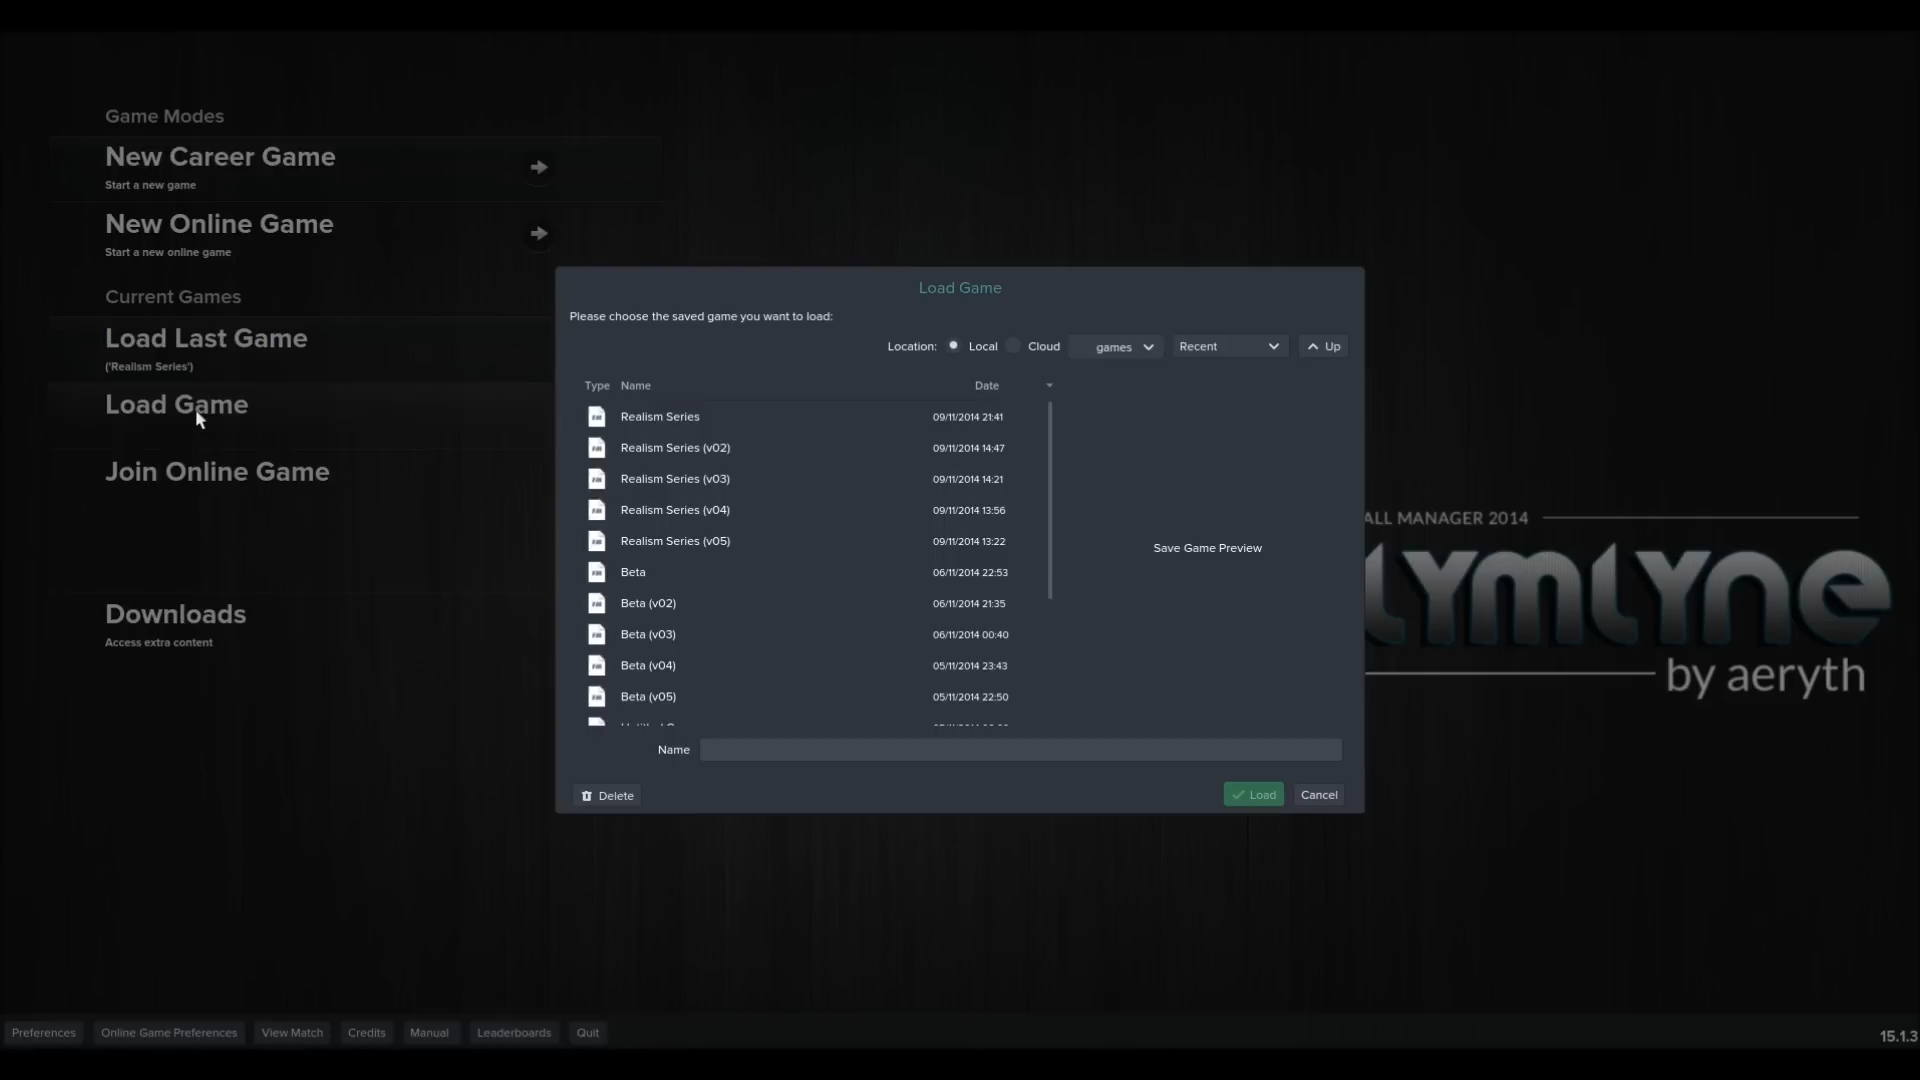 Game Modes
New Career Game
Start a new game
New Online Game
Start a new online game
Current Games
Load Last Game
('Realism Series')
Load Game
Join Online Game
Downloads
Access extra content
Load Game
Please choose the saved game you want to load:
Location: Local Cloud games Recent Up
Type Name Date
Realism Series 09/11/2014 21:41
Realism Series (v02) 09/11/2014 14:47
Realism Series (v03) 09/11/2014 14:21
Realism Series (v04) 09/11/2014 13:56
Realism Series (v05) 09/11/2014 13:22
Beta 06/11/2014 22:53
Beta (v02) 06/11/2014 21:35
Beta (v03) 06/11/2014 00:40
Beta (v04) 05/11/2014 23:43
Beta (v05) 05/11/2014 22:50
Save Game Preview
Name
Delete Load Cancel
ALL MANAGER 2014
lymlyne
by aeryth
Preferences Online Game Preferences View Match Credits Manual Leaderboards Quit
15.1.3